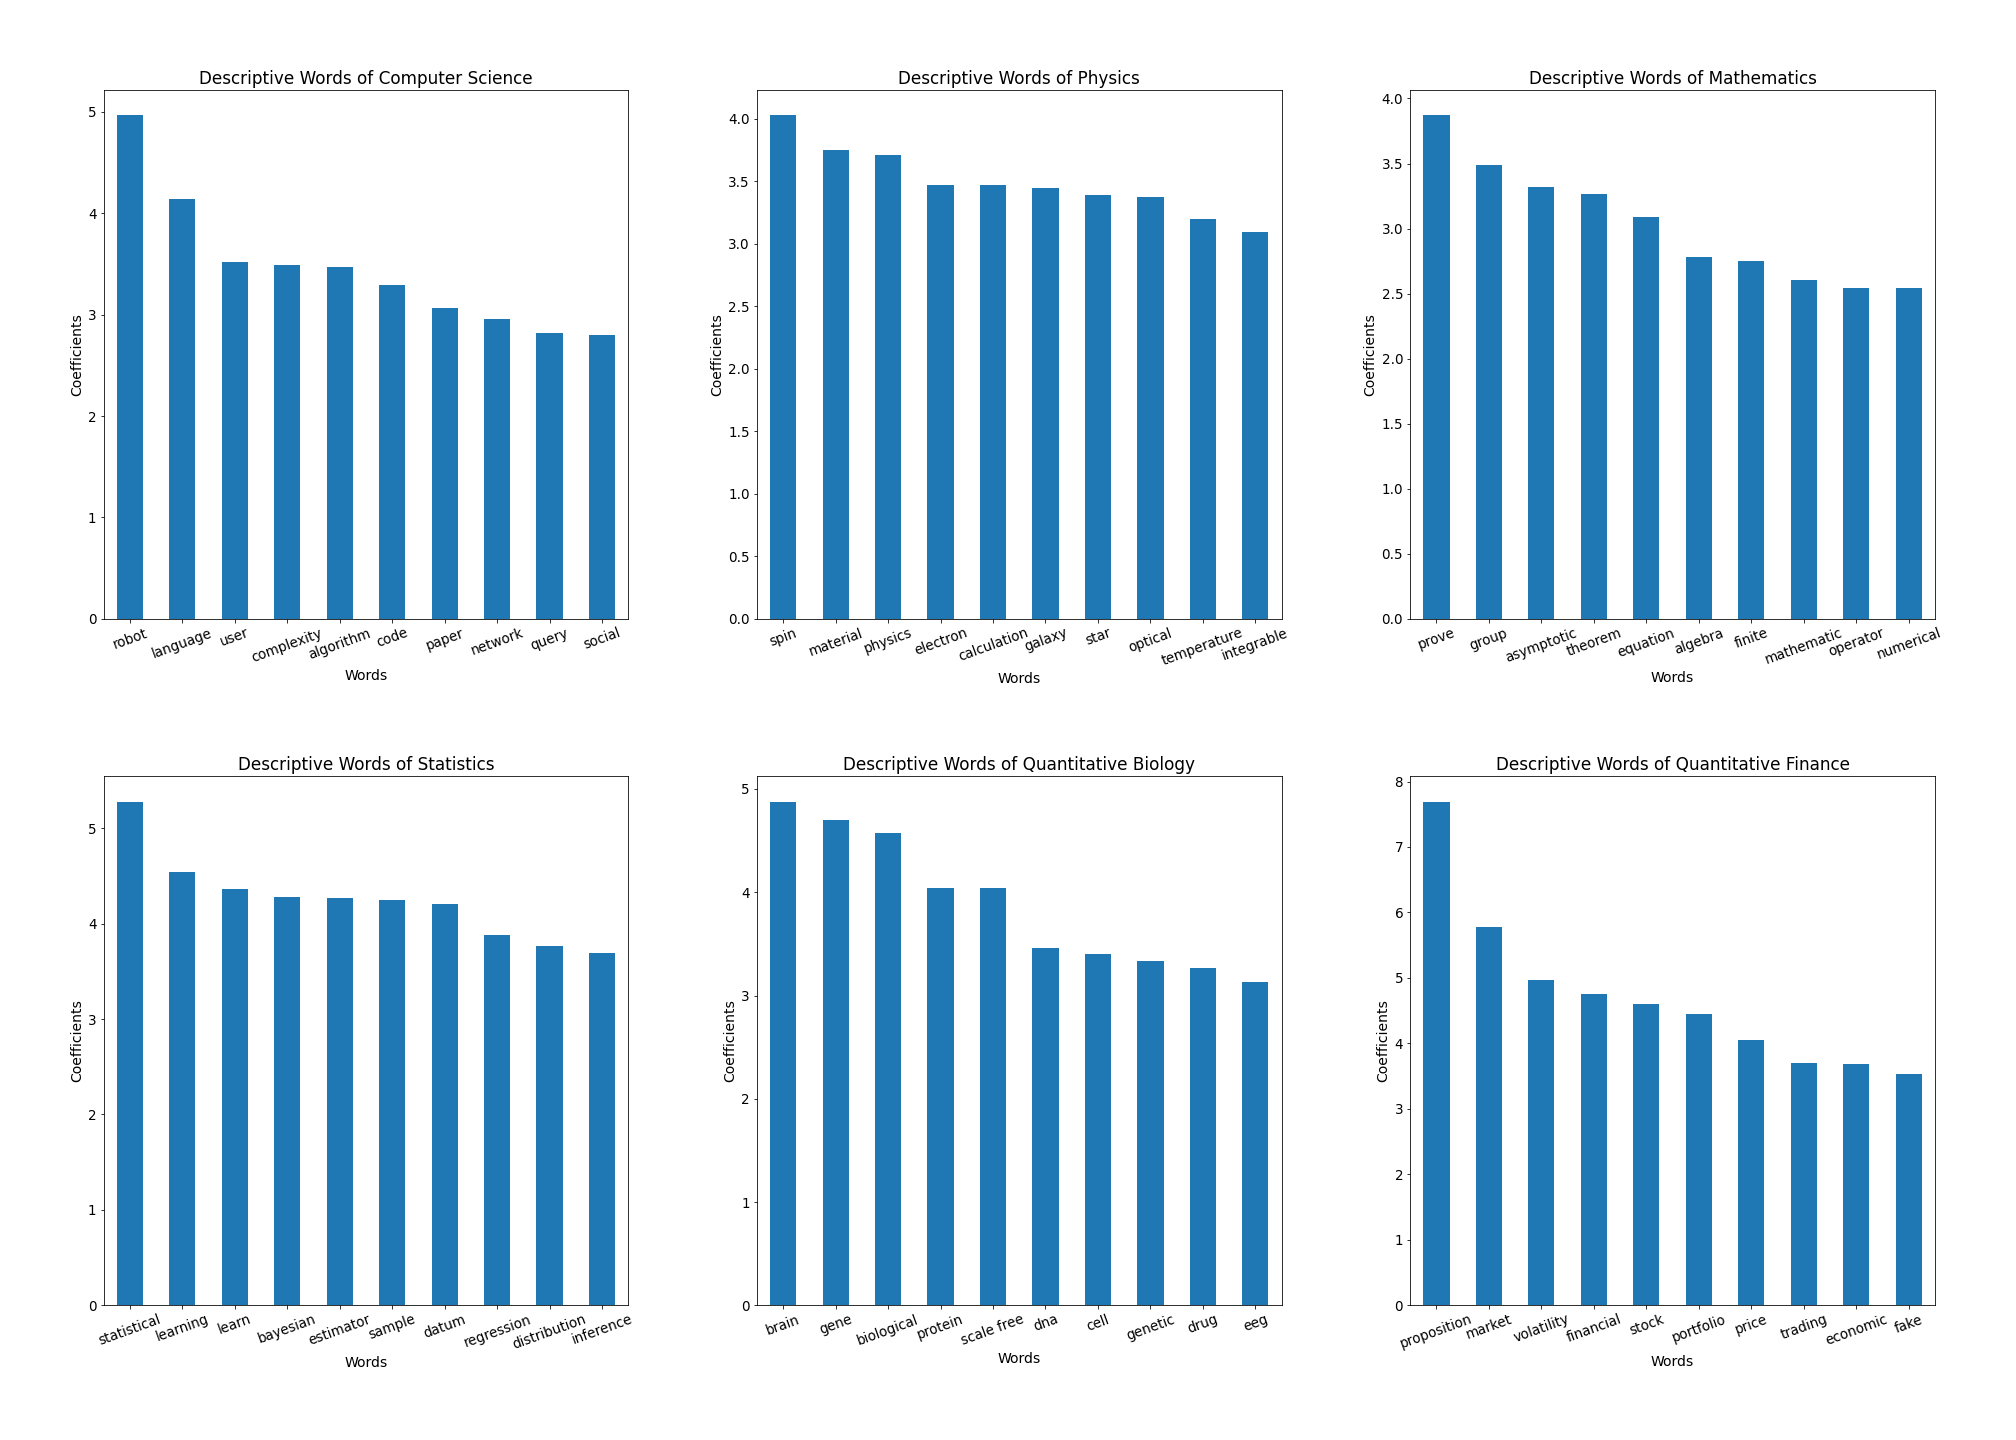 Descriptive Words of Computer Science
Coefficients
5
4
3
2
1
0
robot language user complexity algorithm code paper network query social
Words
Descriptive Words of Physics
Coefficients
4.0
3.5
3.0
2.5
2.0
1.5
1.0
0.5
0.0
spin material physics electron calculation galaxy star optical temperature integrable
Words
Descriptive Words of Mathematics
Coefficients
4.0
3.5
3.0
2.5
2.0
1.5
1.0
0.5
0.0
prove group asymptotic theorem equation algebra finite mathematic operator numerical
Words
Descriptive Words of Statistics
Coefficients
5
4
3
2
1
0
statistical learning learn bayesian estimator sample datum regression distribution inference
Words
Descriptive Words of Quantitative Biology
Coefficients
5
4
3
2
1
0
brain gene biological protein scale free dna cell genetic drug eeg
Words
Descriptive Words of Quantitative Finance
Coefficients
8
7
6
5
4
3
2
1
0
proposition market volatility financial stock portfolio price trading economic fake
Words